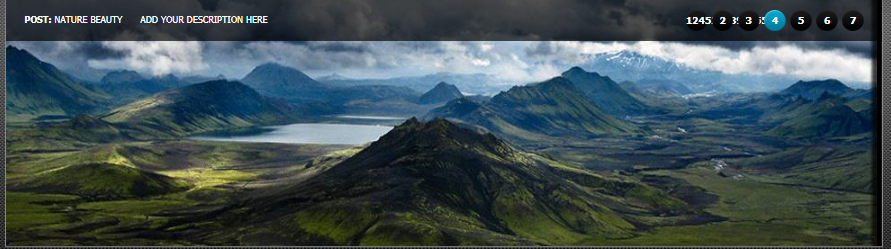 POST: NATURE BEAUTY ADD YOUR DESCRIPTION HERE 2 3 4 5 6 7